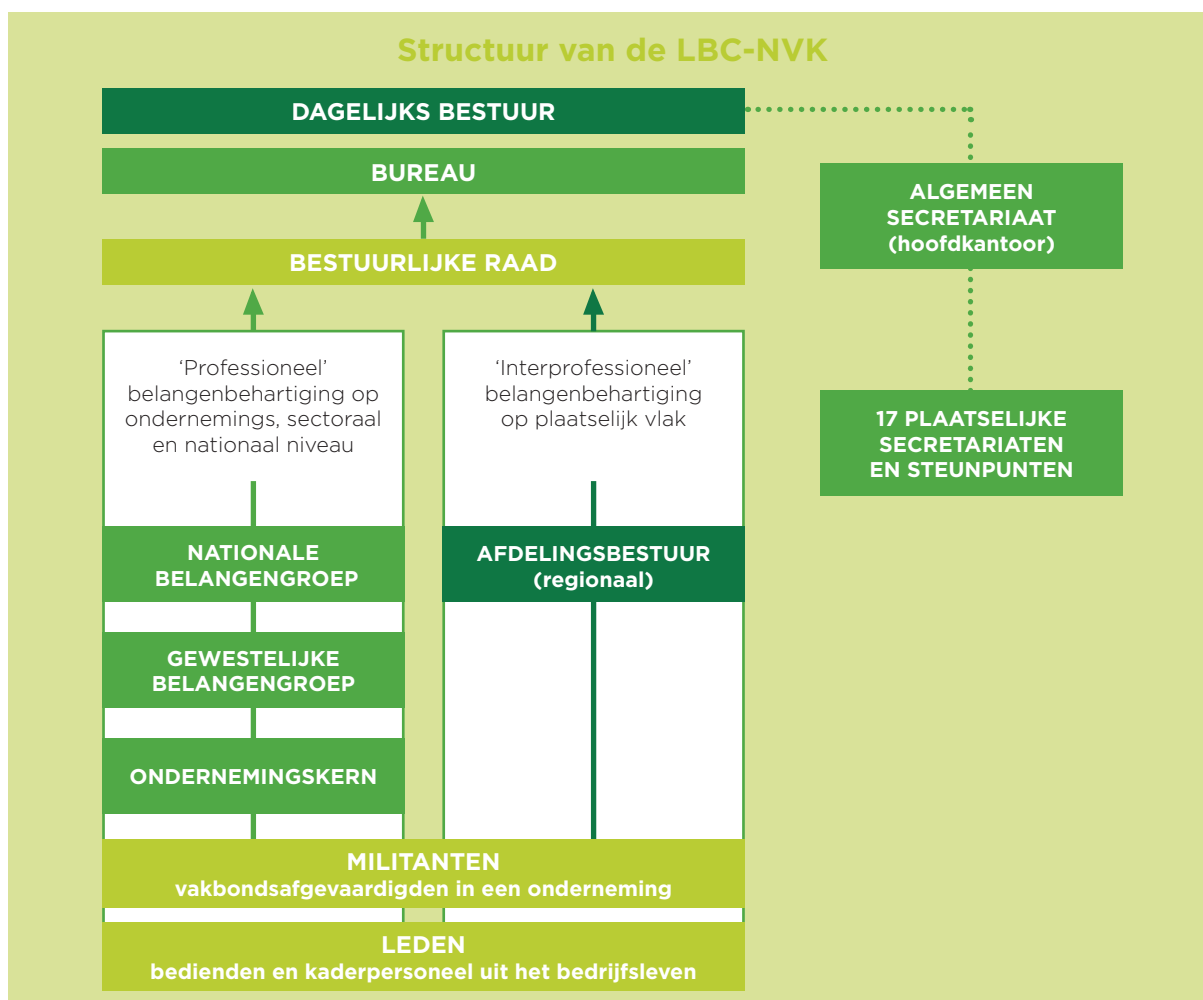 Structuur van de LBC-NVK
DAGELIJKS BESTUUR
BUREAU
BESTUURLIJKE RAAD
ALGEMEEN
SECRETARIAAT
(hoofdkantoor)
17 PLAATSELIJKE
SECRETARIATEN
EN STEUNPUNTEN
‘Professioneel’
belangenbehartiging op
ondernemings, sectoraal
en nationaal niveau
NATIONALE
BELANGENGROEP
GEWESTELIJKE
BELANGENGROEP
ONDERNEMINGSKERN
‘Interprofessioneel’
belangenbehartiging
op plaatselijk vlak
AFDELINGSBESTUUR
(regionaal)
MILITANTEN
vakbondsafgevaardigden in een onderneming
LEDEN
bedienden en kaderpersoneel uit het bedrijfsleven